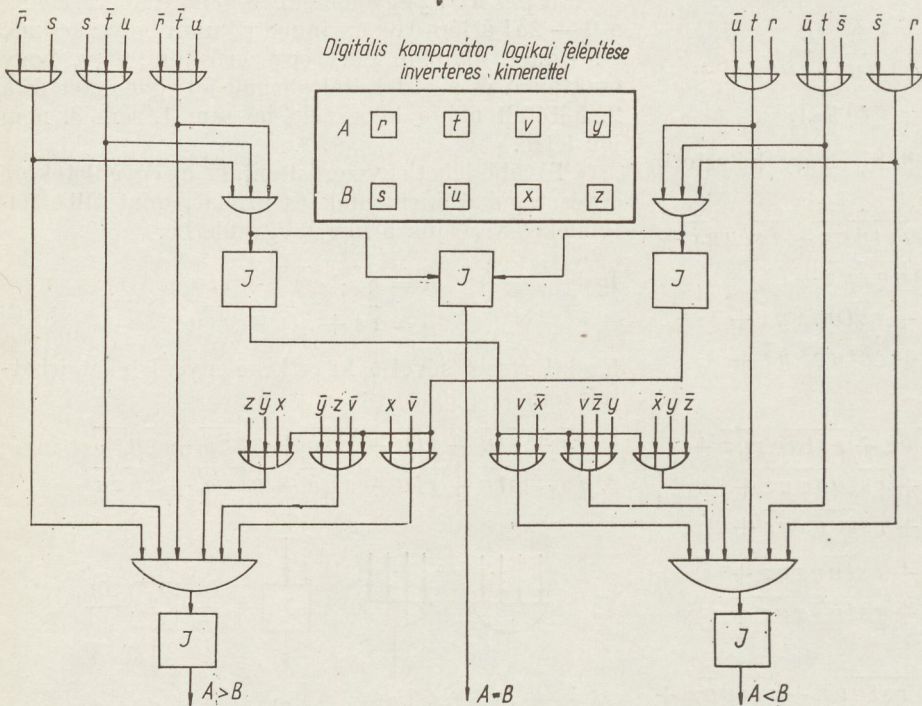 r̄ s s t̄ u r̄ t̄ u ū t r ū t s̄ s̄ r
Digitális komparátor logikai felépítése
inverteres kimenettel
A r t v y
B s u x z
J J J
z ȳ x ȳ z v̄ x v̄ v x̄ v z̄ y x̄ y z̄
J J
A>B A=B A<B